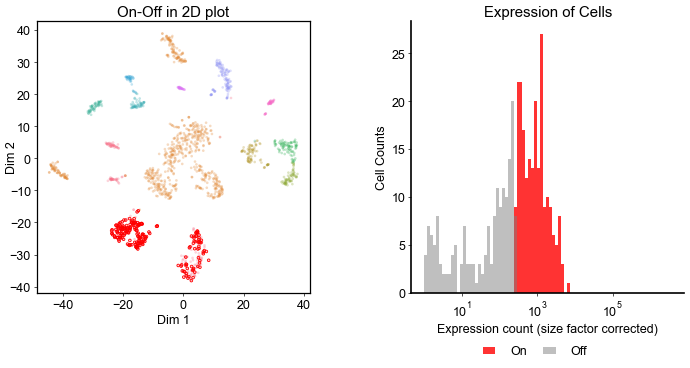 On-Off in 2D plot
Dim 2
40
30
20
10
0
−10
−20
−30
−40
−40
−20
0
20
40
Dim 1
Expression of Cells
Cell Counts
25
20
15
10
5
0
10^1
10^3
10^5
Expression count (size factor corrected)
On
Off